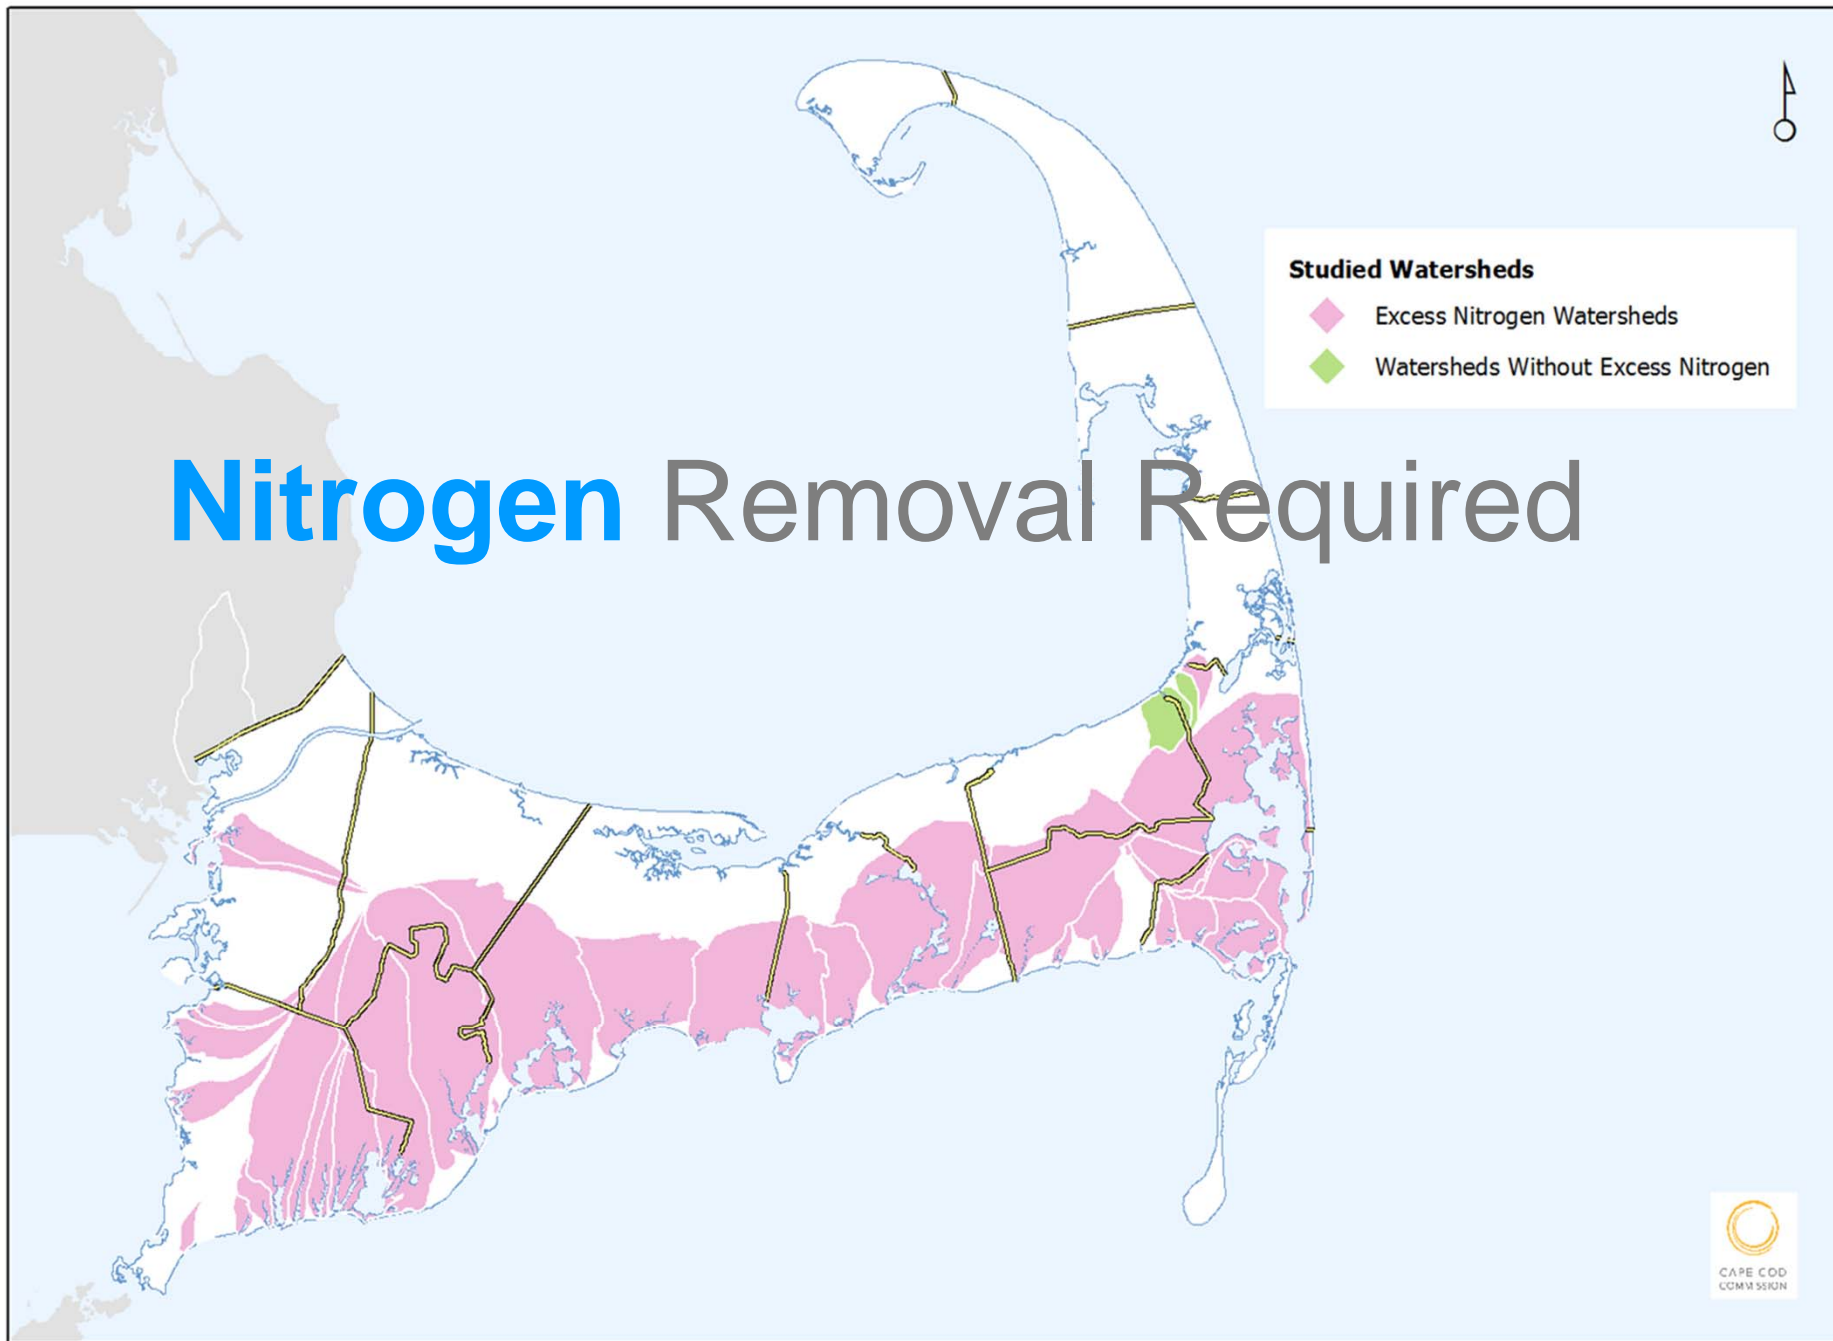 Studied Watersheds
Excess Nitrogen Watersheds
Watersheds Without Excess Nitrogen
Nitrogen Removal Required
CAPE COD
COMMISSION